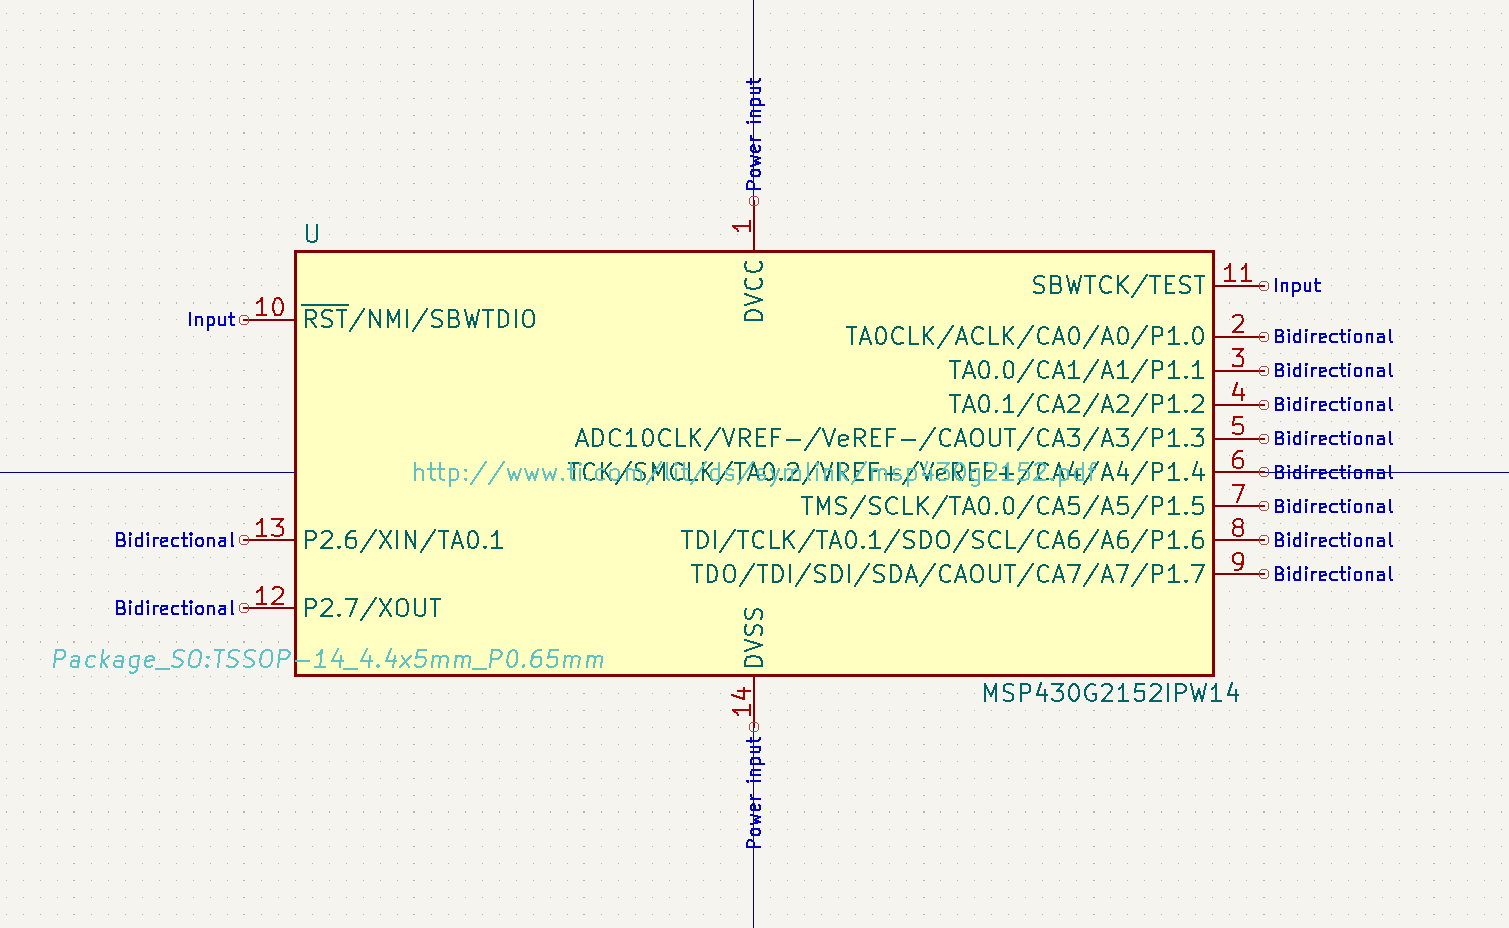 Power input
1
U
DVCC
SBWTCK/TEST 11 Input
Input 10 RST/NMI/SBWTDIO
TA0CLK/ACLK/CA0/A0/P1.0 2 Bidirectional
TA0.0/CA1/A1/P1.1 3 Bidirectional
TA0.1/CA2/A2/P1.2 4 Bidirectional
ADC10CLK/VREF-/VeREF-/CAOUT/CA3/A3/P1.3 5 Bidirectional
http://www.ti.com/lit/ds/symlink/msp430g2152.pdf
TCK/SMCLK/TA0.2/VREF+/VeREF+/CA4/A4/P1.4 6 Bidirectional
TMS/SCLK/TA0.0/CA5/A5/P1.5 7 Bidirectional
Bidirectional 13 P2.6/XIN/TA0.1
TDI/TCLK/TA0.1/SDO/SCL/CA6/A6/P1.6 8 Bidirectional
TDO/TDI/SDI/SDA/CAOUT/CA7/A7/P1.7 9 Bidirectional
Bidirectional 12 P2.7/XOUT
DVSS
Package_SO:TSSOP-14_4.4x5mm_P0.65mm
14
MSP430G2152IPW14
Power input